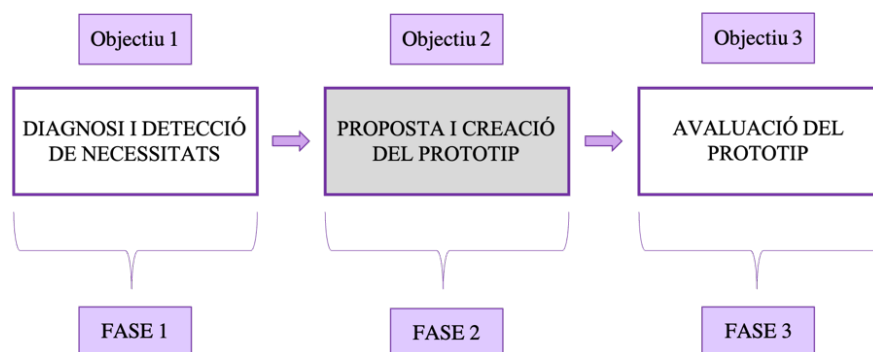 Objectiu 1
Objectiu 2
Objectiu 3
DIAGNOSI I DETECCIÓ
DE NECESSITATS
PROPOSTA I CREACIÓ
DEL PROTOTIP
AVALUACIÓ DEL
PROTOTIP
FASE 1
FASE 2
FASE 3